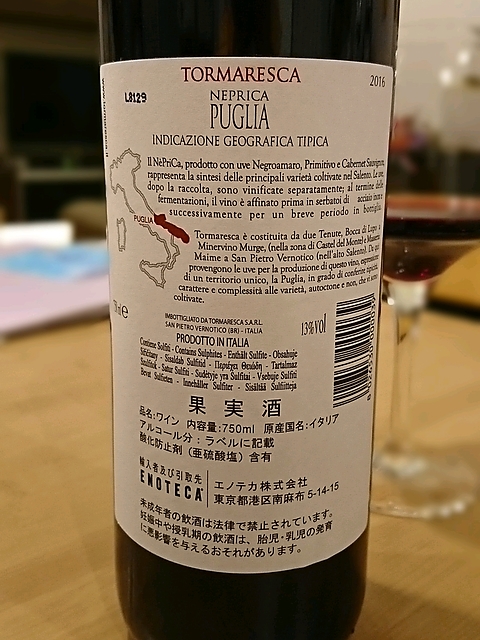 TORMARESCA
2016
L8129
NEPRICA
PUGLIA
INDICAZIONE GEOGRAFICA TIPICA
Il NePriCa, prodotto con uve Negroamaro, Primitivo e Cabernet Sauvignon,
rappresenta la sintesi delle principali varietà coltivate nel Salento. Le uve,
dopo la raccolta, sono vinificate separatamente; al termine della
fermentazioni, il vino è affinato prima in serbatoi di acciaio inox e
successivamente per un breve periodo in bottiglia.
PUGLIA
Tormaresca è costituita da due Tenute, Bocca di Lupo a
Minervino Murge, (nella zona di Castel del Monte) e Masseria
Maime a San Pietro Vernotico (nell'alto Salento). Da qui
provengono le uve per la produzione di questo vino, espressione
di un territorio unico, la Puglia, in grado di conferire tipicità,
carattere e complessità alle varietà, autoctone e non, che vi sono
coltivate.
IMBOTTIGLIATO DA TORMARESCA S.A.R.L.
SAN PIETRO VERNOTICO (BR) - ITALIA
13%vol
PRODOTTO IN ITALIA
Contiene Solfiti - Contains Sulphites - Enthält Sulfite - Obsahuje
果実酒
品名:ワイン 内容量:750ml 原産国名:イタリア
アルコール分:ラベルに記載
酸化防止剤(亜硫酸塩)含有
輸入者及び引取先
ENOTECA
エノテカ株式会社
東京都港区南麻布 5-14-15
未成年者の飲酒は法律で禁止されています。
妊娠中や授乳期の飲酒は、胎児・乳児の発育
に悪影響を与えるおそれがあります。